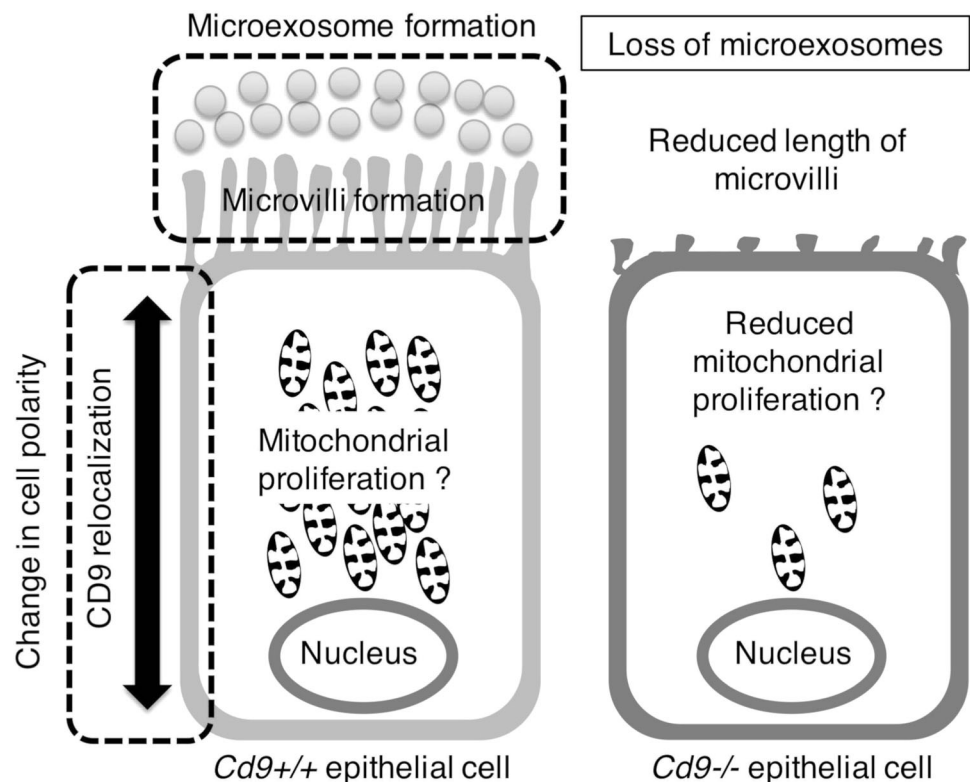 Microexosome formation
Loss of microexosomes
Microvilli formation
Reduced length of
microvilli
Change in cell polarity
CD9 relocalization
Mitochondrial
proliferation ?
Reduced
mitochondrial
proliferation ?
Nucleus
Nucleus
Cd9+/+ epithelial cell
Cd9-/- epithelial cell